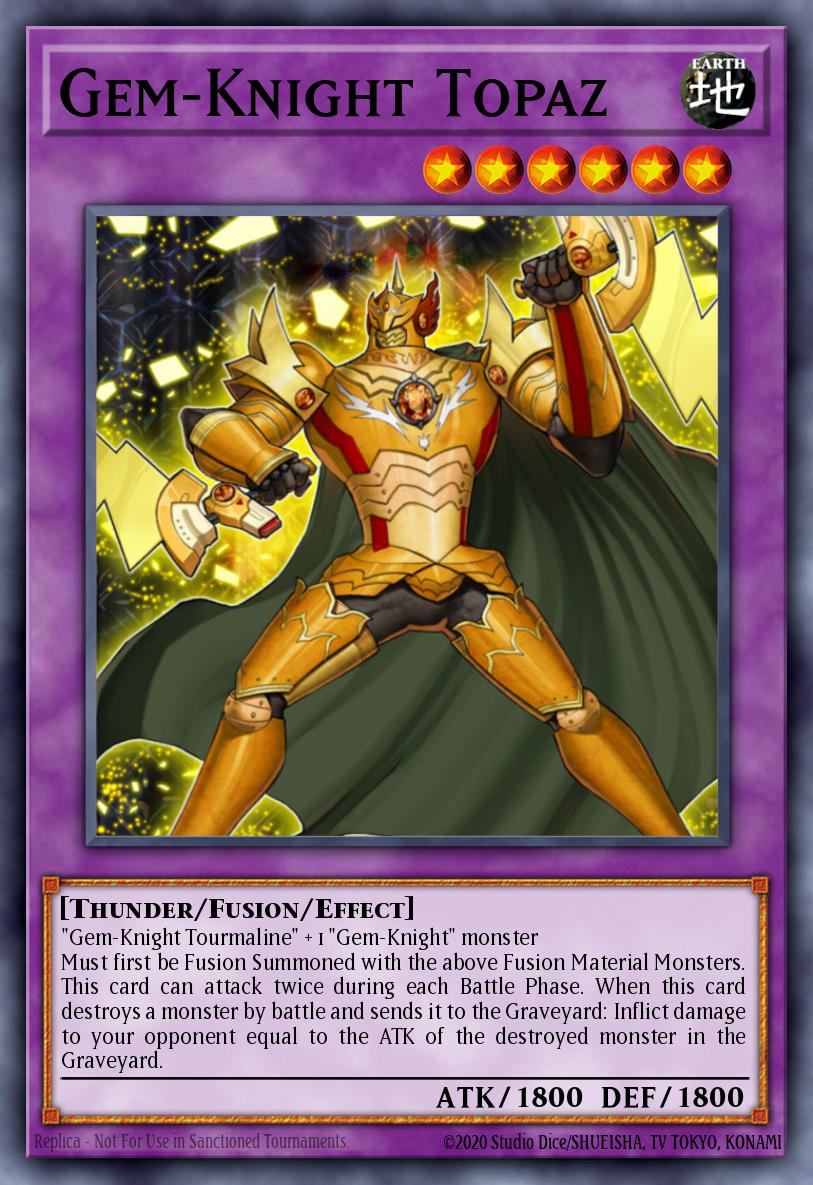 Gem-Knight Topaz
EARTH
地
[Thunder/Fusion/Effect]
"Gem-Knight Tourmaline" + 1 "Gem-Knight" monster
Must first be Fusion Summoned with the above Fusion Material Monsters.
This card can attack twice during each Battle Phase. When this card
destroys a monster by battle and sends it to the Graveyard: Inflict damage
to your opponent equal to the ATK of the destroyed monster in the
Graveyard.
ATK/1800 DEF/1800
Replica - Not For Use in Sanctioned Tournaments.
©2020 Studio Dice/SHUEISHA, TV TOKYO, KONAMI